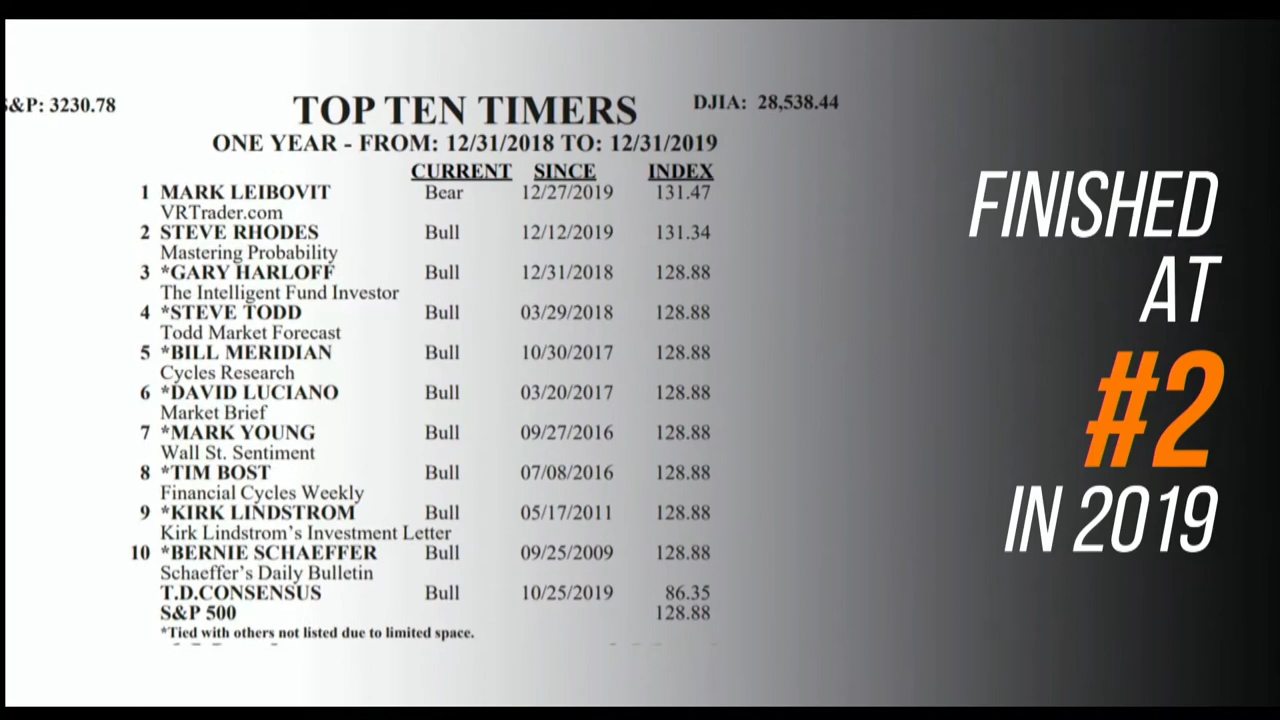 S&P: 3230.78
TOP TEN TIMERS
DJIA: 28,538.44
ONE YEAR - FROM: 12/31/2018 TO: 12/31/2019
CURRENT SINCE INDEX
1 MARK LEIBOVIT Bear 12/27/2019 131.47
VRTrader.com
2 STEVE RHODES Bull 12/12/2019 131.34
Mastering Probability
3 *GARY HARLOFF Bull 12/31/2018 128.88
The Intelligent Fund Investor
4 *STEVE TODD Bull 03/29/2018 128.88
Todd Market Forecast
5 *BILL MERIDIAN Bull 10/30/2017 128.88
Cycles Research
6 *DAVID LUCIANO Bull 03/20/2017 128.88
Market Brief
7 *MARK YOUNG Bull 09/27/2016 128.88
Wall St. Sentiment
8 *TIM BOST Bull 07/08/2016 128.88
Financial Cycles Weekly
9 *KIRK LINDSTROM Bull 05/17/2011 128.88
Kirk Lindstrom's Investment Letter
10 *BERNIE SCHAEFFER Bull 09/25/2009 128.88
Schaeffer's Daily Bulletin
T.D.CONSENSUS Bull 10/25/2019 86.35
S&P 500 128.88
*Tied with others not listed due to limited space.
FINISHED
AT
#2
IN 2019